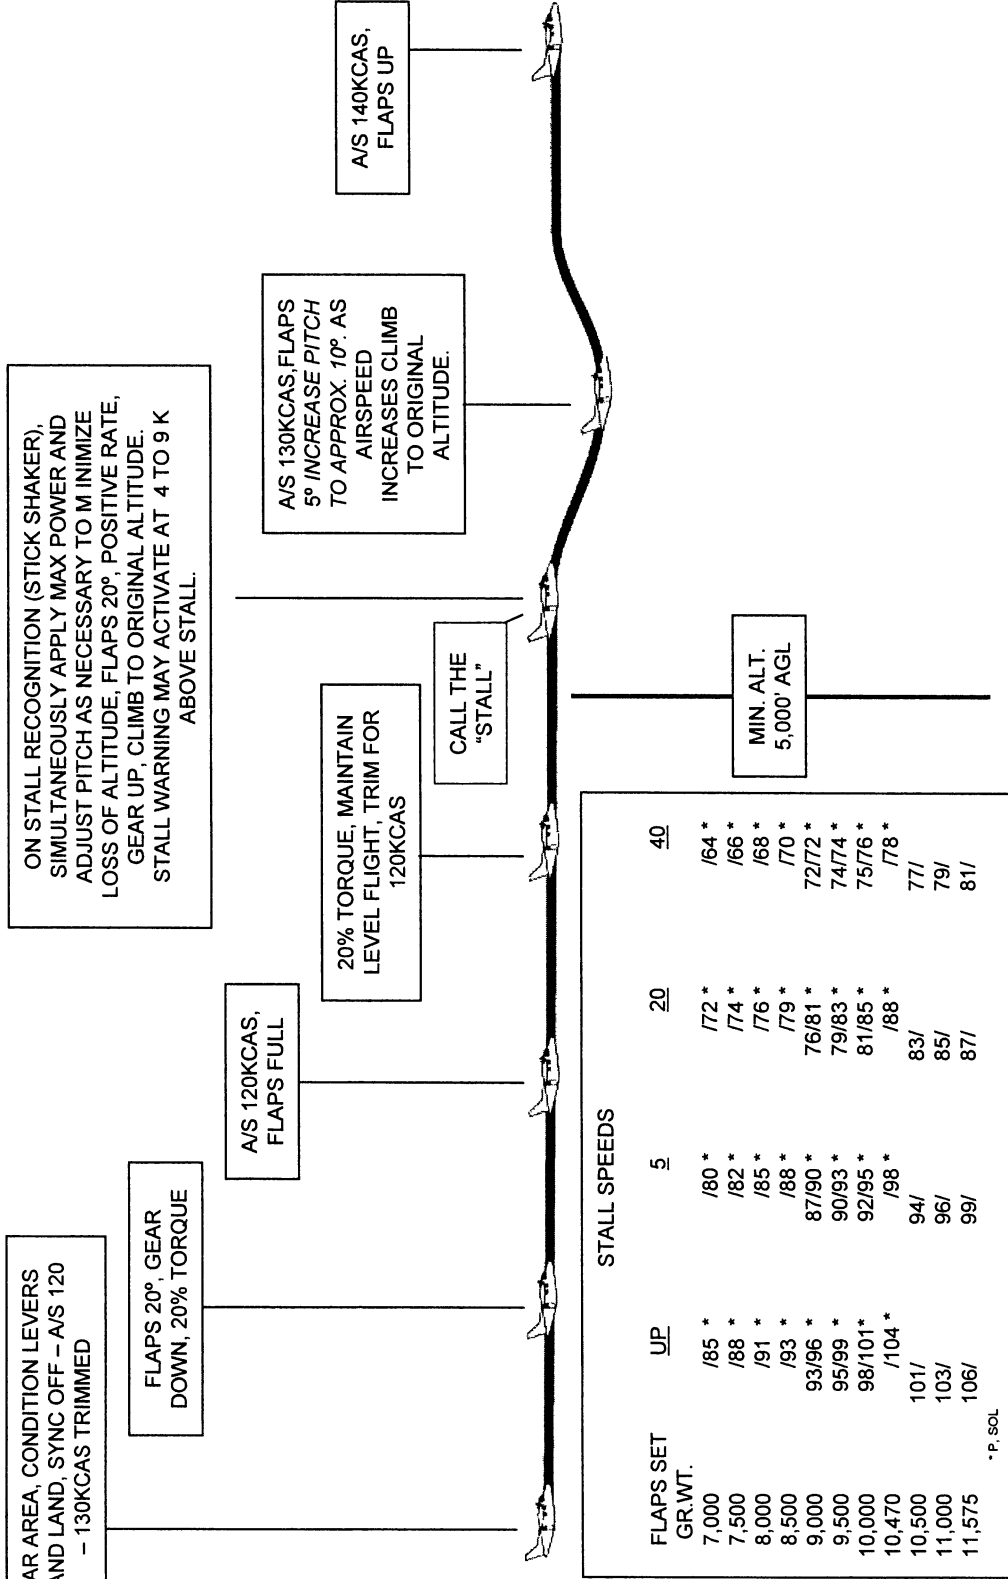 AR AREA, CONDITION LEVERS
AND LAND, SYNC OFF – A/S 120
– 130KCAS TRIMMED
FLAPS 20º, GEAR
DOWN, 20% TORQUE
A/S 120KCAS,
FLAPS FULL
20% TORQUE, MAINTAIN
LEVEL FLIGHT, TRIM FOR
120KCAS
CALL THE
“STALL”
ON STALL RECOGNITION (STICK SHAKER),
SIMULTANEOUSLY APPLY MAX POWER AND
ADJUST PITCH AS NECESSARY TO M INIMIZE
LOSS OF ALTITUDE, FLAPS 20º, POSITIVE RATE,
GEAR UP, CLIMB TO ORIGINAL ALTITUDE.
STALL WARNING MAY ACTIVATE AT 4 TO 9 K
ABOVE STALL.
A/S 130KCAS,FLAPS
5º INCREASE PITCH
TO APPROX. 10º. AS
AIRSPEED
INCREASES CLIMB
TO ORIGINAL
ALTITUDE.
A/S 140KCAS,
FLAPS UP
MIN. ALT.
5,000' AGL
STALL SPEEDS
FLAPS SET UP 5 20 40
GR.WT.
7,000 /85 * /80 * /72 * /64 *
7,500 /88 * /82 * /74 * /66 *
8,000 /91 * /85 * /76 * /68 *
8,500 /93 * /88 * /79 * /70 *
9,000 93/96 * 87/90 * 76/81 * 72/72 *
9,500 95/99 * 90/93 * 79/83 * 74/74 *
10,000 98/101* 92/95 * 81/85 * 75/76 *
10,470 /104 * /98 * /88 * /78 *
10,500 101/ 94/ 83/ 77/
11,000 103/ 96/ 85/ 79/
11,575 106/ 99/ 87/ 81/
* P, SOL